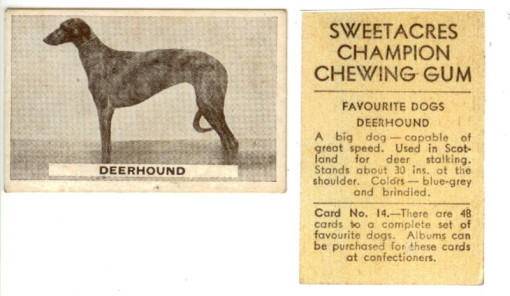 DEERHOUND
SWEETACRES
CHAMPION
CHEWING GUM
FAVOURITE DOGS
DEERHOUND
A big dog — capable of
great speed. Used in Scot-
land for deer stalking.
Stands about 30 ins. at the
shoulder. Colors — blue-grey
and brindled.
Card No. 14.—There are 48
cards to a complete set of
favourite dogs. Albums can
be purchased for these cards
at confectioners.